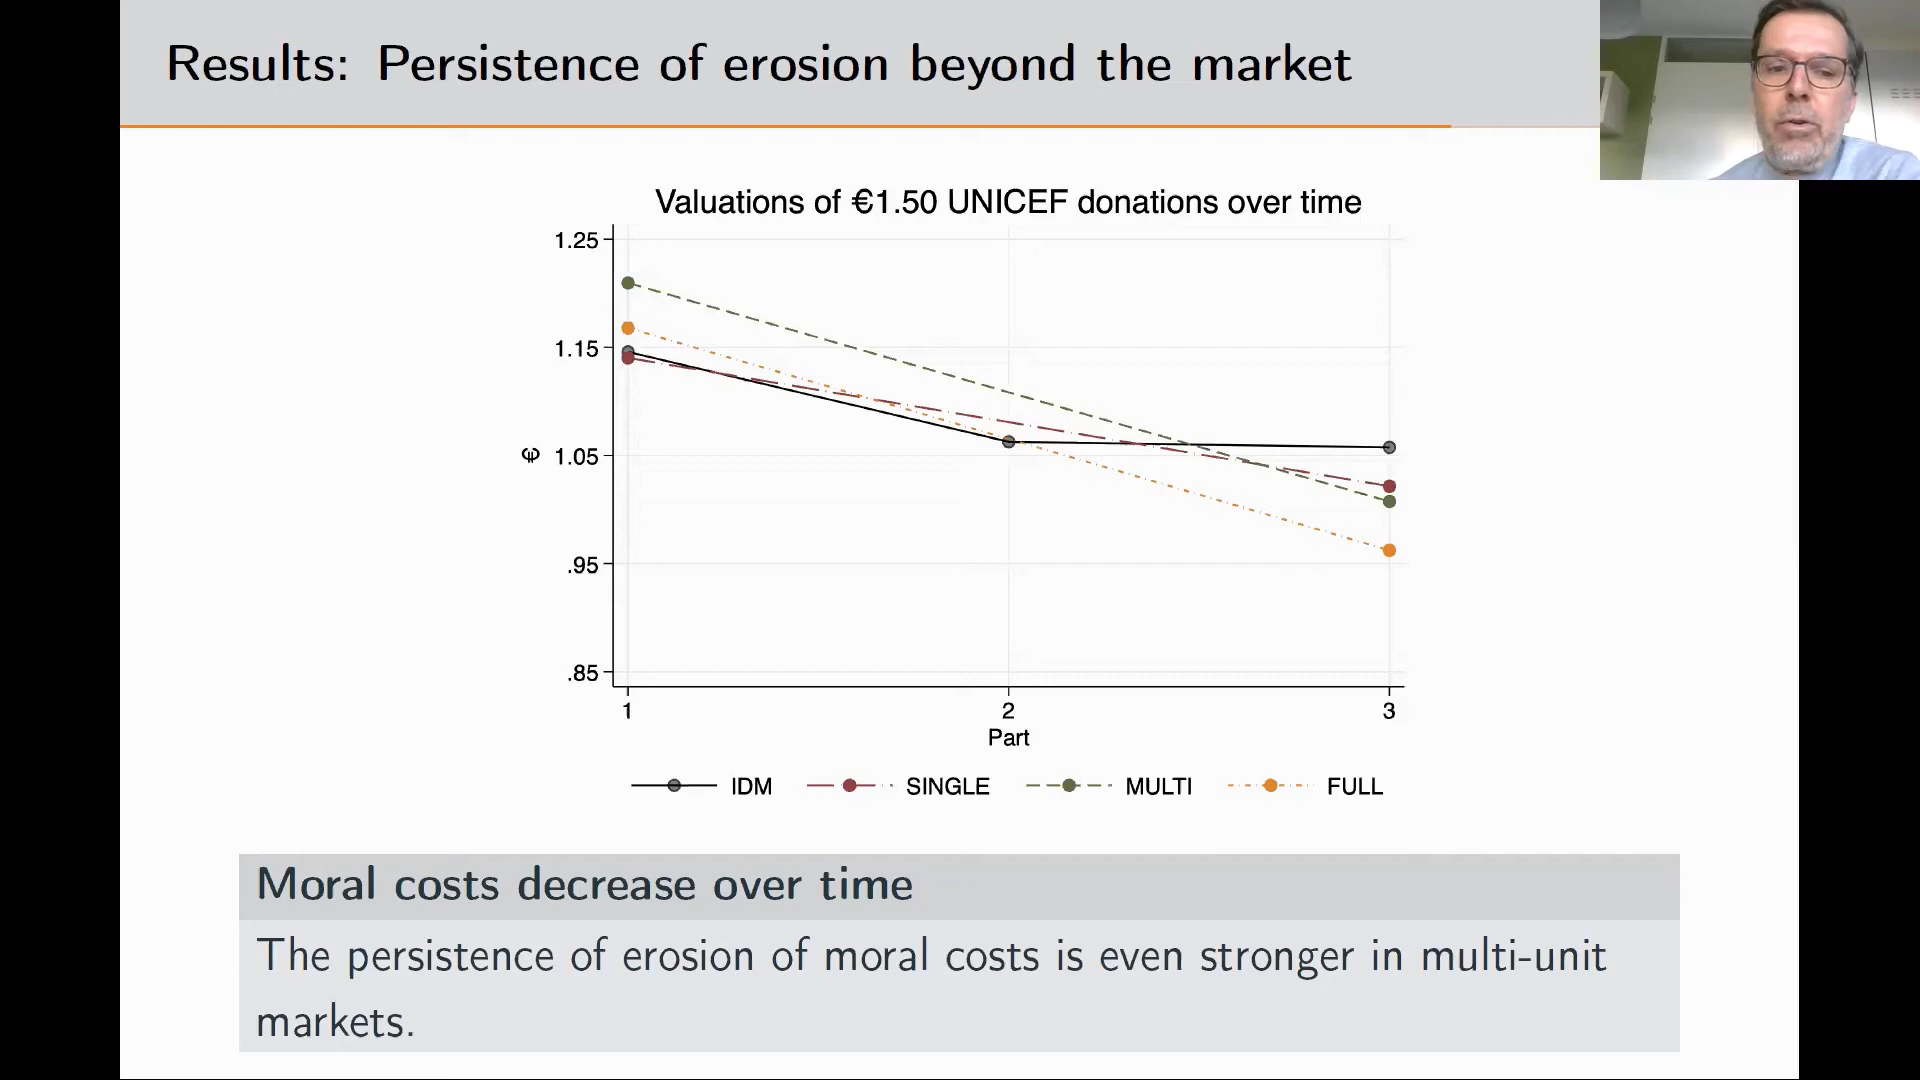 Results: Persistence of erosion beyond the market
Valuations of €1.50 UNICEF donations over time
1.25
1.15
1.05
.95
.85
€
1
2
3
Part
IDM
SINGLE
MULTI
FULL
Moral costs decrease over time
The persistence of erosion of moral costs is even stronger in multi-unit
markets.